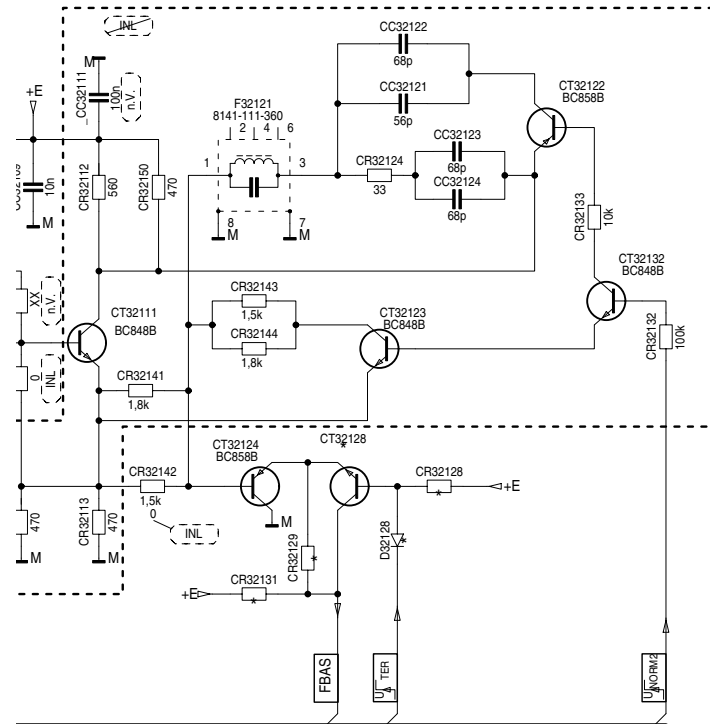 INL
CC32122
68p
M
CC32111
100n
n.V.
+E
F32121
8141-111-360
2 4 6
CC32121
56p
CT32122
BC858B
1
3
CC32123
68p
CR32124
33
CC32124
68p
10n
M
CR32112
560
CR32150
470
8
M
7
M
CR32133
10k
CT32132
BC848B
XX
n.V.
CT32111
BC848B
CR32143
1,5k
CR32144
1,8k
CT32123
BC848B
CR32132
100k
0
INL
CR32141
1,8k
CT32124
BC858B
CT32128
*
CR32142
1,5k
0
INL
CR32128
*
+E
470
M
CR32113
470
M
M
CR32129
*
D32128
*
+E
CR32131
*
FBAS
U TER
U NORM2